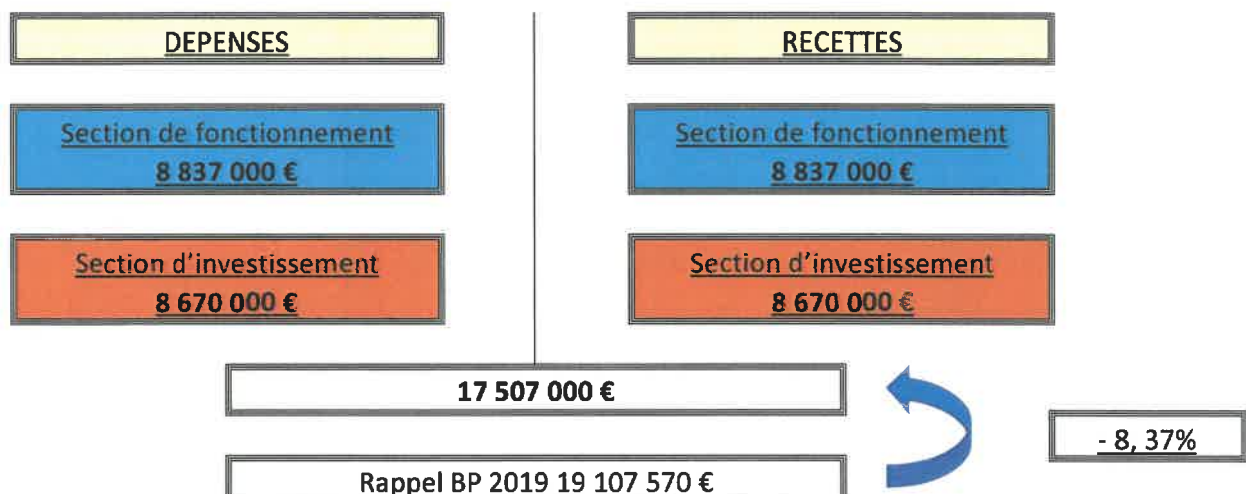 DEPENSES
RECETTES
Section de fonctionnement
8 837 000 €
Section de fonctionnement
8 837 000 €
Section d'investissement
8 670 000 €
Section d'investissement
8 670 000 €
17 507 000 €
- 8, 37%
Rappel BP 2019 19 107 570 €